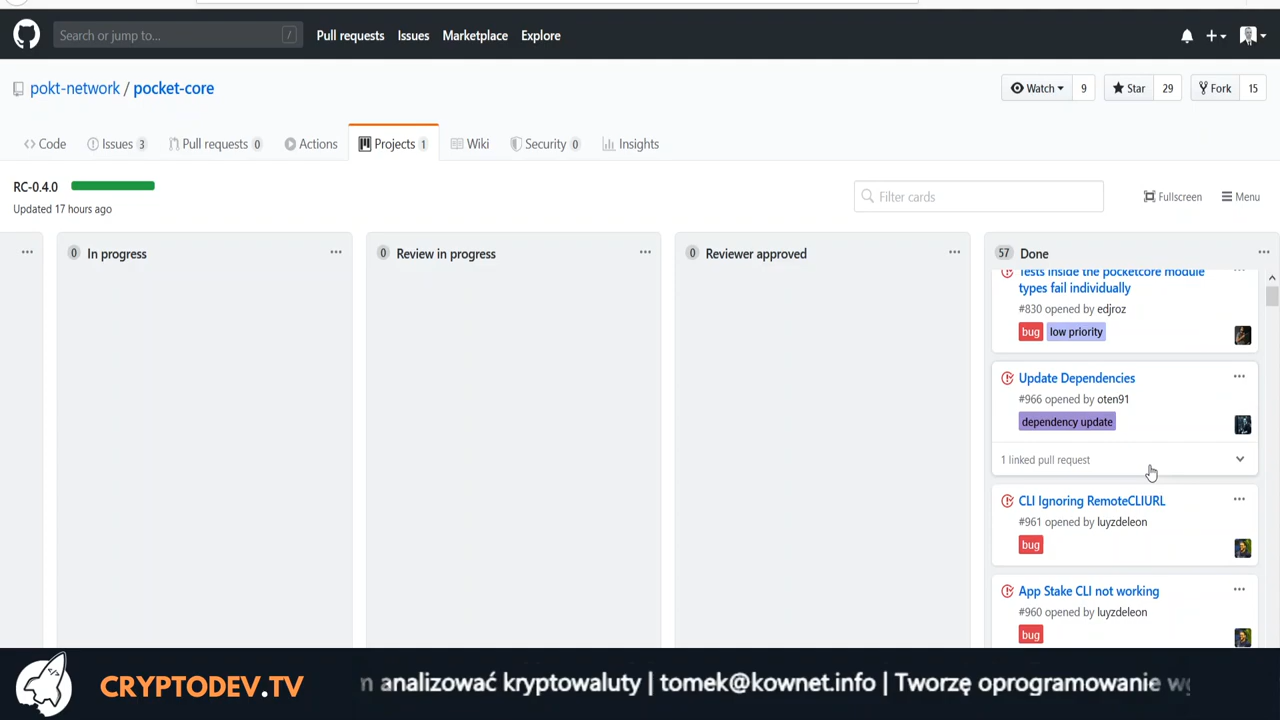 Search or jump to... /
Pull requests Issues Marketplace Explore
pokt-network / pocket-core
Watch 9 Star 29 Fork 15
Code Issues 3 Pull requests 0 Actions Projects 1 Wiki Security 0 Insights
RC-0.4.0
Updated 17 hours ago
Filter cards
Fullscreen Menu
0 In progress
0 Review in progress
0 Reviewer approved
57 Done
Tests inside the pocketcore module
types fail individually
#830 opened by edjroz
bug low priority
Update Dependencies
#966 opened by oten91
dependency update
1 linked pull request
CLI Ignoring RemoteCLIURL
#961 opened by luyzdeleon
bug
App Stake CLI not working
#960 opened by luyzdeleon
bug
CRYPTODEV.TV
m analizować kryptowaluty | tomek@kownet.info | Tworzę oprogramowanie